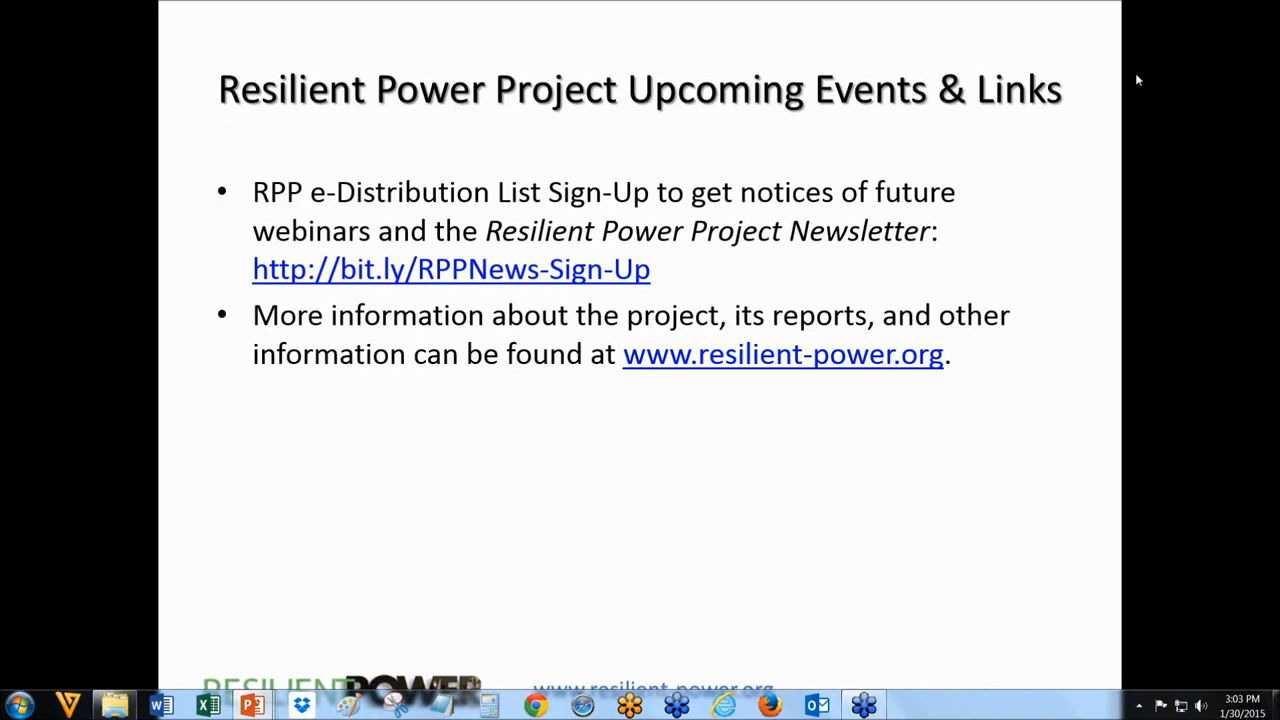 Resilient Power Project Upcoming Events & Links
• RPP e-Distribution List Sign-Up to get notices of future
webinars and the Resilient Power Project Newsletter:
http://bit.ly/RPPNews-Sign-Up
• More information about the project, its reports, and other
information can be found at www.resilient-power.org.
RESILIENTPOWER www.resilient-power.org
3:03 PM
1/30/2015